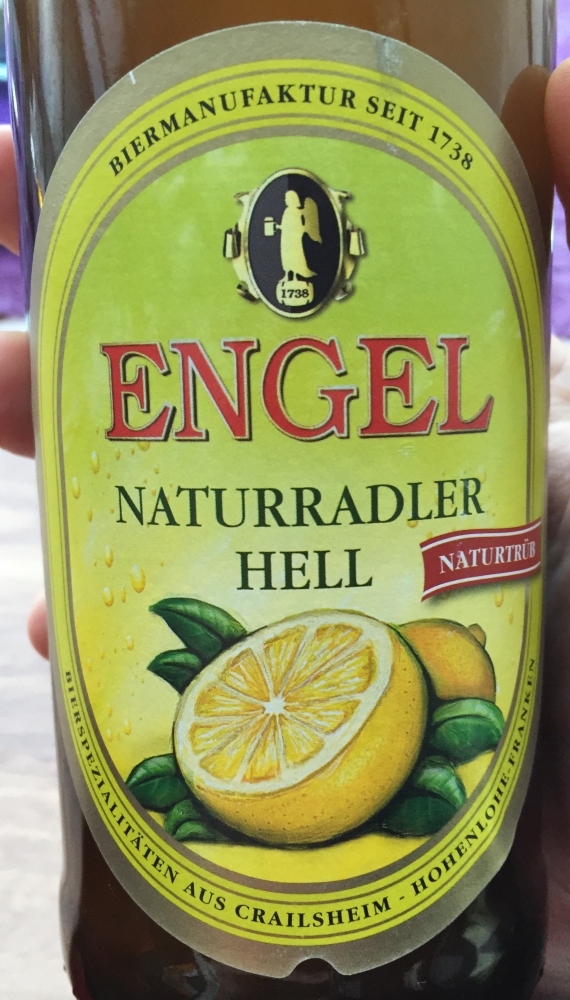 BIERMANUFAKTUR SEIT 1738
1738
ENGEL
NATURRADLER
HELL
NATURTRÜB
BIERSPEZIALITÄTEN AUS CRAILSHEIM - HOHENLOHE-FRANKEN